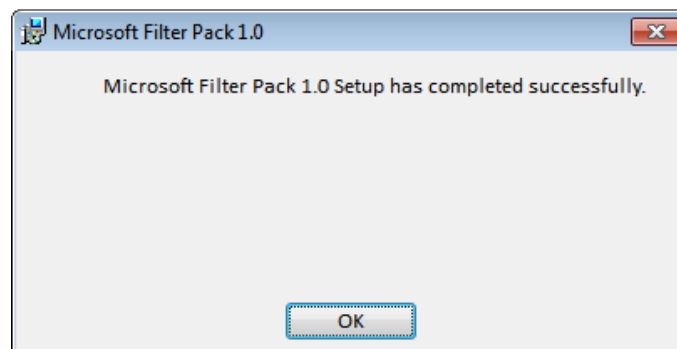 Microsoft Filter Pack 1.0
Microsoft Filter Pack 1.0 Setup has completed successfully.
OK